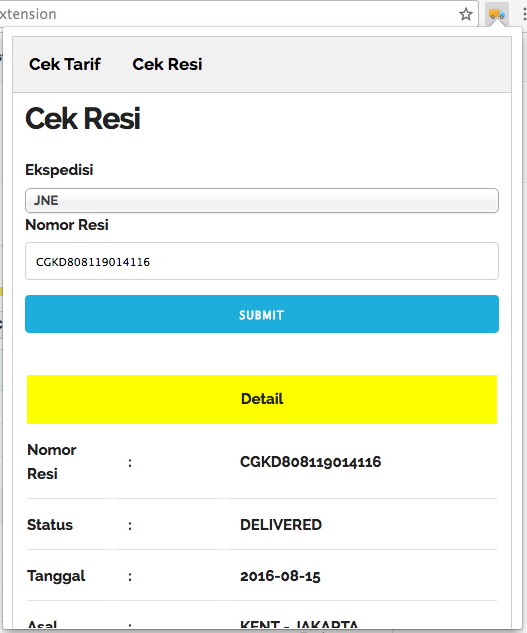 xtension
Cek Tarif Cek Resi
Cek Resi
Ekspedisi
JNE
Nomor Resi
CGKD808119014116
SUBMIT
Detail
Nomor Resi : CGKD808119014116
Status : DELIVERED
Tanggal : 2016-08-15
Asal : KENT - JAKARTA